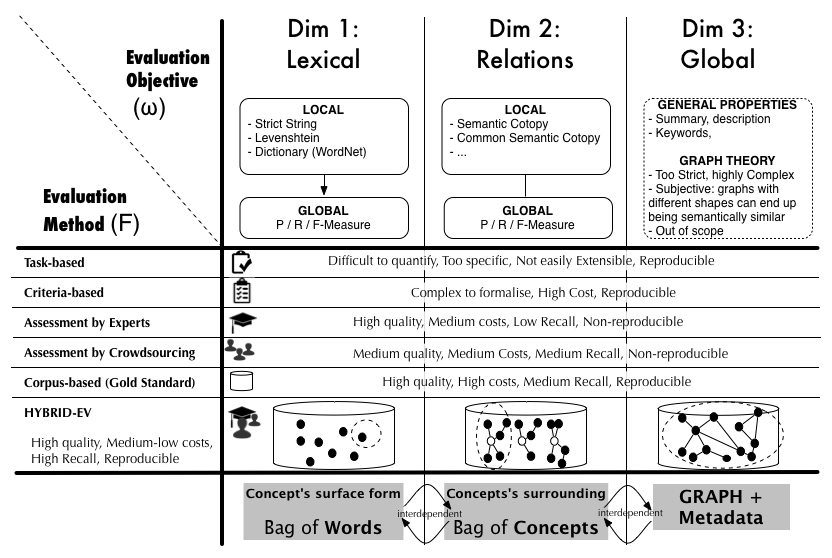 Evaluation
Objective
(ω)
Evaluation
Method (F)
Dim 1:
Lexical
Dim 2:
Relations
Dim 3:
Global
LOCAL
- Strict String
- Levenshtein
- Dictionary (WordNet)
GLOBAL
P / R / F-Measure
LOCAL
- Semantic Cotopy
- Common Semantic Cotopy
- ...
GLOBAL
P / R / F-Measure
GENERAL PROPERTIES
- Summary, description
- Keywords,
GRAPH THEORY
- Too Strict, highly Complex
- Subjective: graphs with
different shapes can end up
being semantically similar
- Out of scope
Task-based
Difficult to quantify, Too specific, Not easily Extensible, Reproducible
Criteria-based
Complex to formalise, High Cost, Reproducible
Assessment by Experts
High quality, Medium costs, Low Recall, Non-reproducible
Assessment by Crowdsourcing
Medium quality, Medium Costs, Medium Recall, Non-reproducible
Corpus-based (Gold Standard)
High quality, High costs, Medium Recall, Reproducible
HYBRID-EV
High quality, Medium-low costs,
High Recall, Reproducible
Concept's surface form
Bag of Words
interdependent
Concepts's surrounding
Bag of Concepts
interdependent
GRAPH +
Metadata